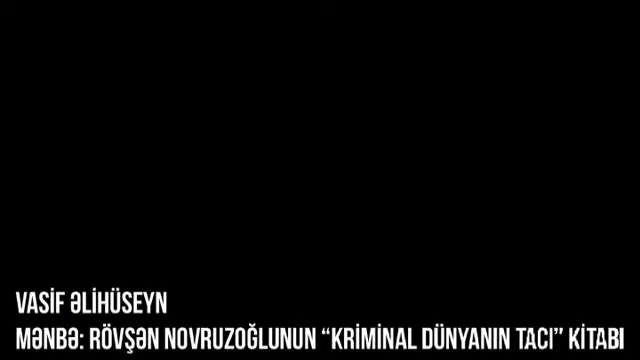 VASİF ƏLİHÜSEYN
MƏNBƏ: RÖVŞƏN NOVRUZOĞLUNUN “KRİMİNAL DÜNYANIN TACI” KİTABI